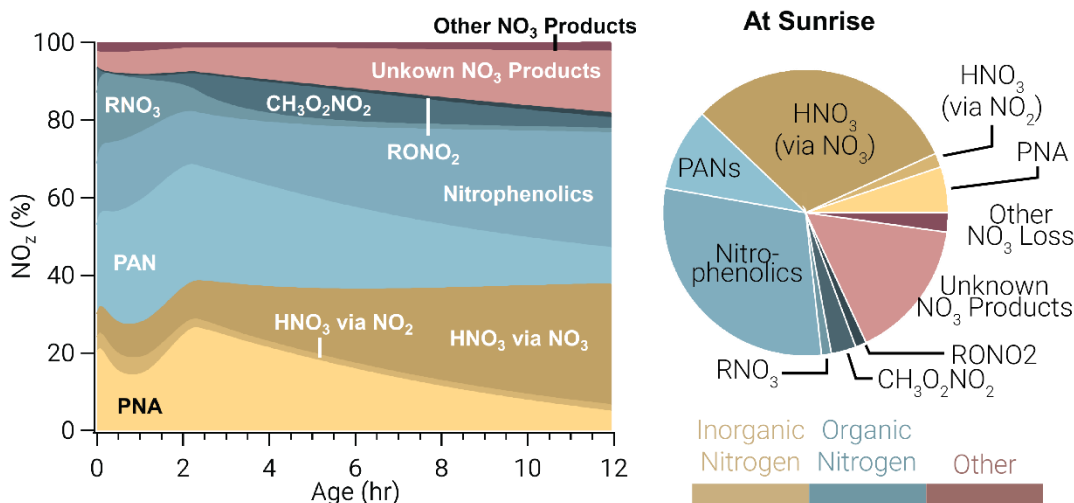 Other NO₃ Products
At Sunrise
100
80
60
40
20
0
NO₂ (%)
0
2
4
6
8
10
12
Age (hr)
Unkown NO₃ Products
RNO₃
CH₃O₂NO₂
RONO₂
Nitrophenolics
PAN
HNO₃ via NO₂
HNO₃ via NO₃
PNA
HNO₃
(via NO₃)
HNO₃
(via NO₂)
PNA
PANs
Other
NO₃ Loss
Nitro-
phenolics
Unknown
NO₃ Products
RONO2
RNO₃
CH₃O₂NO₂
Inorganic
Nitrogen
Organic
Nitrogen
Other